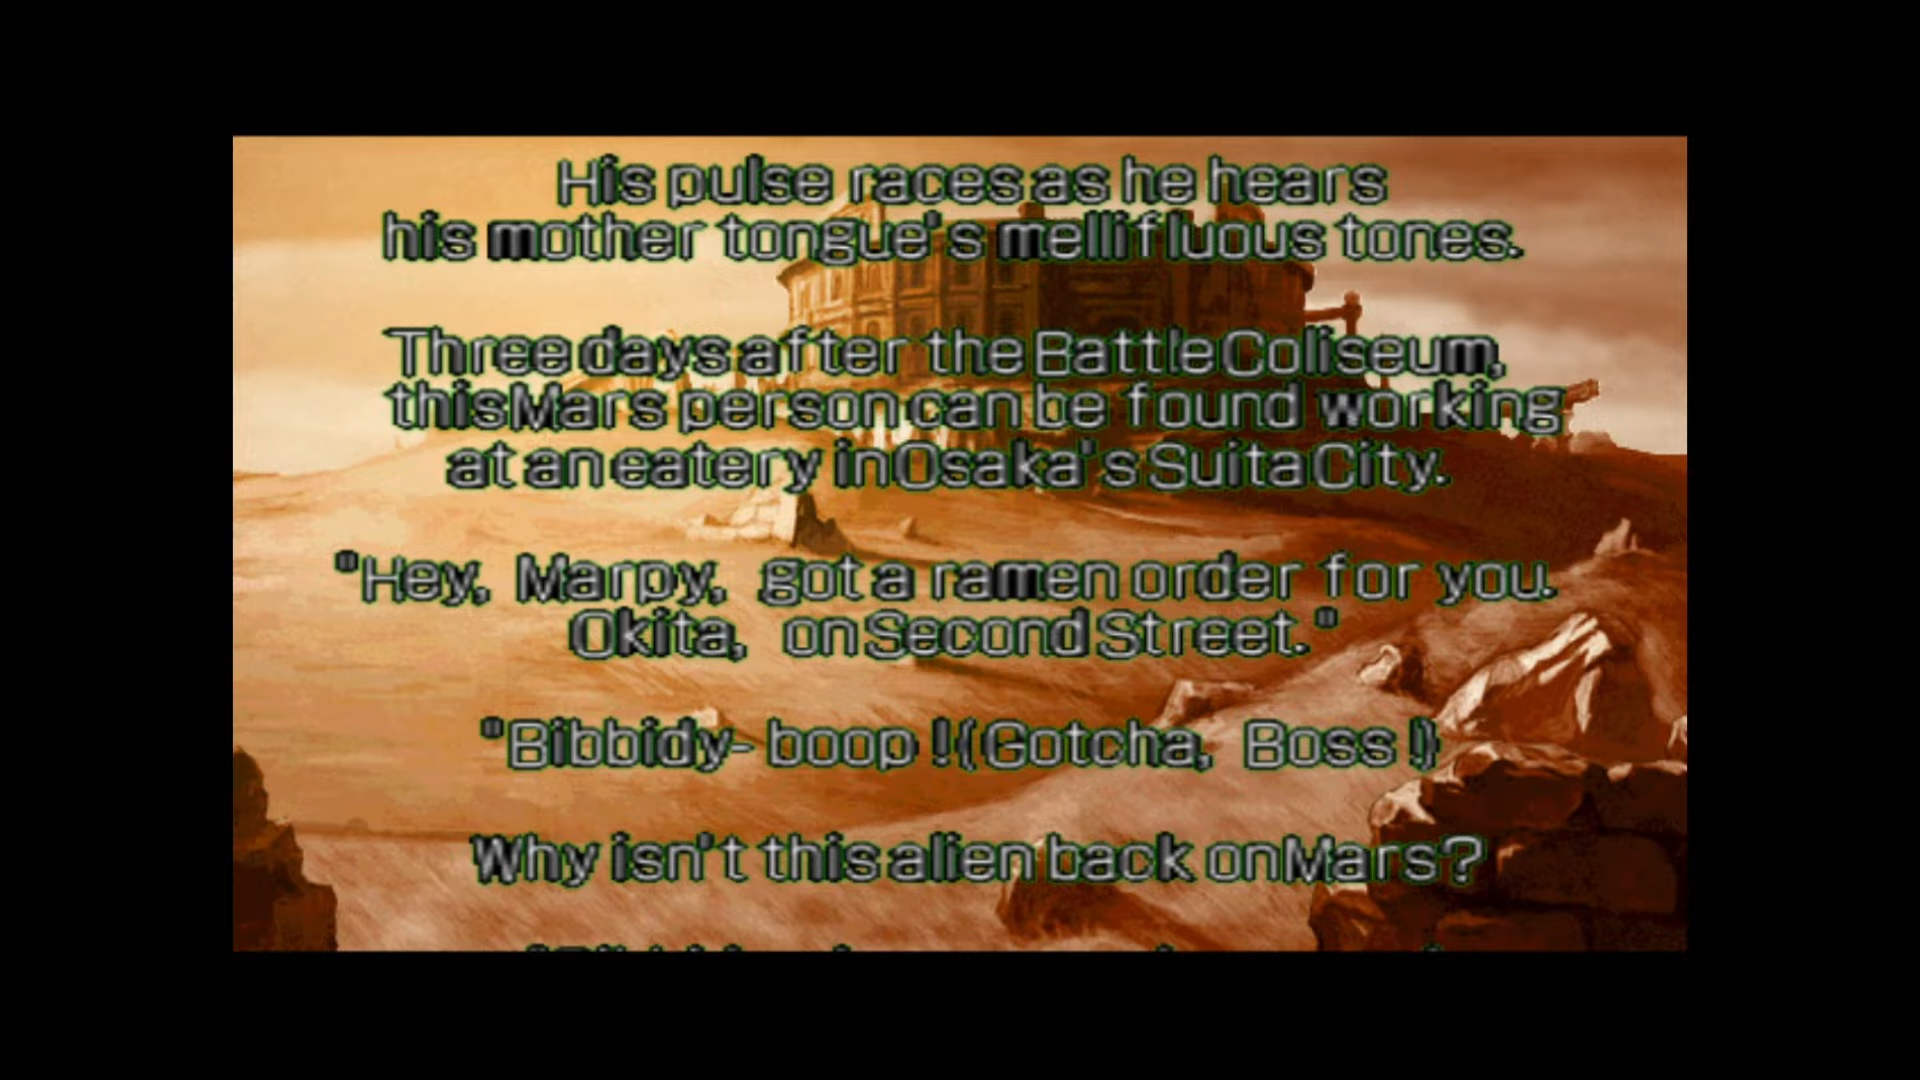 His pulse races as he hears
his mother tongue's mellifluous tones.
Three days after the Battle Coliseum,
this Mars person can be found working
at an eatery in Osaka's Suita City.
"Hey, Marpy, got a ramen order for you.
Okita, on Second Street."
"Bibbidy- boop !(Gotcha, Boss !)
Why isn't this alien back on Mars?